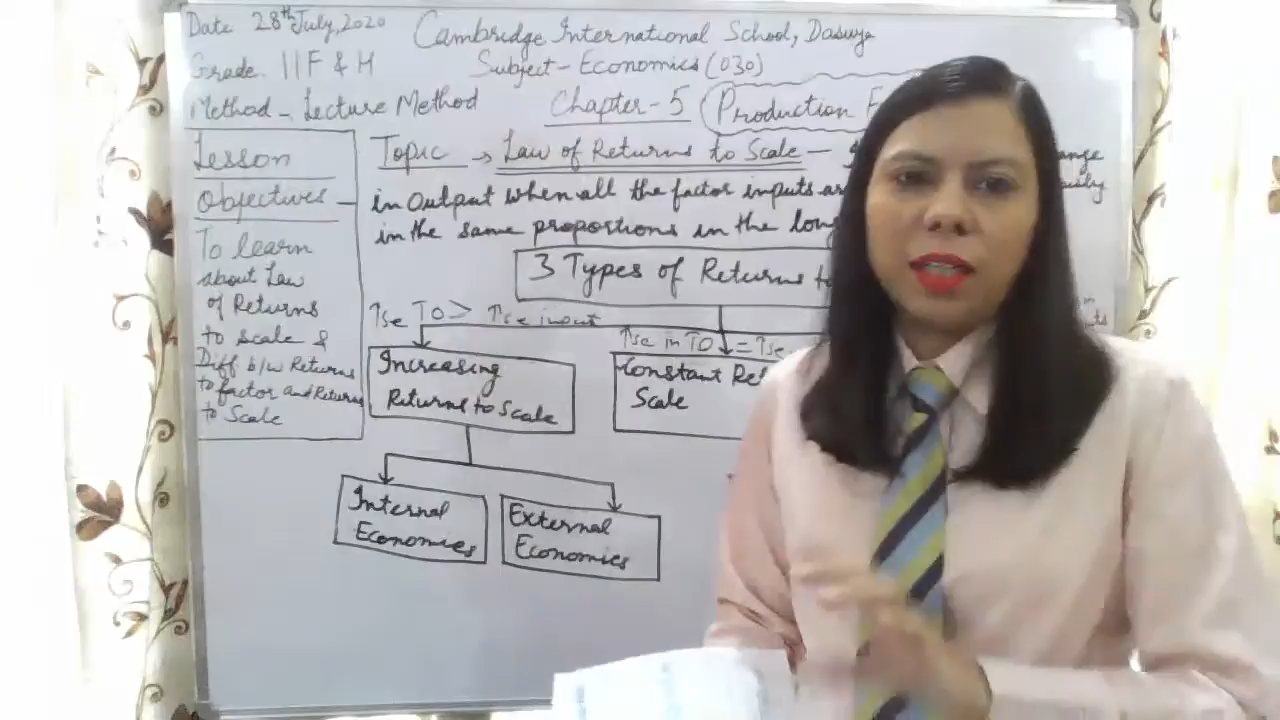 Date 28th July, 2020
Cambridge International School, Dasuya
Grade. 11F & H
Subject - Economics (030)
Method - Lecture Method
Chapter-5
Production F
Lesson
Objectives -
To learn
about Law
of Returns
to Scale &
Diff b/w Returns
to factor and Returns
to Scale
Topic → Law of Returns to Scale -
in output when all the factor inputs
in the same proportions in the long
3 Types of Returns
↑se TO > ↑se input
↑se in TO = ↑se
Increasing
Returns to Scale
Constant
Scale
Internal
Economies
External
Economies